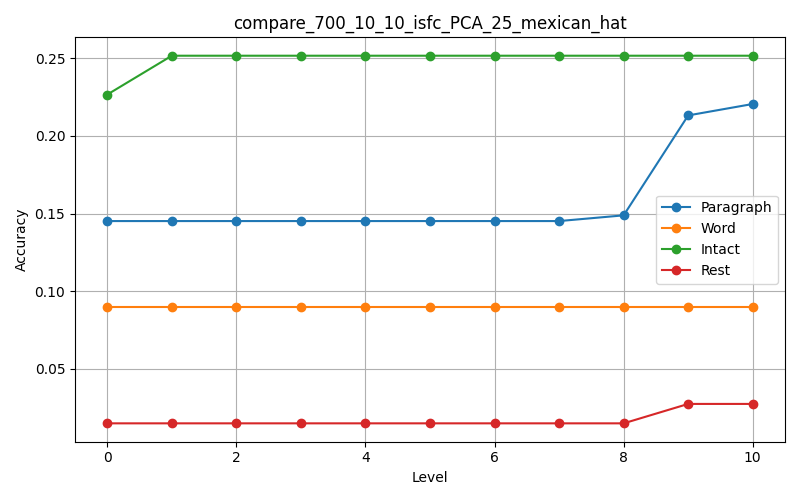 compare_700_10_10_isfc_PCA_25_mexican_hat
0.25
0.20
0.15
0.10
0.05
Accuracy
Paragraph
Word
Intact
Rest
0 2 4 6 8 10
Level